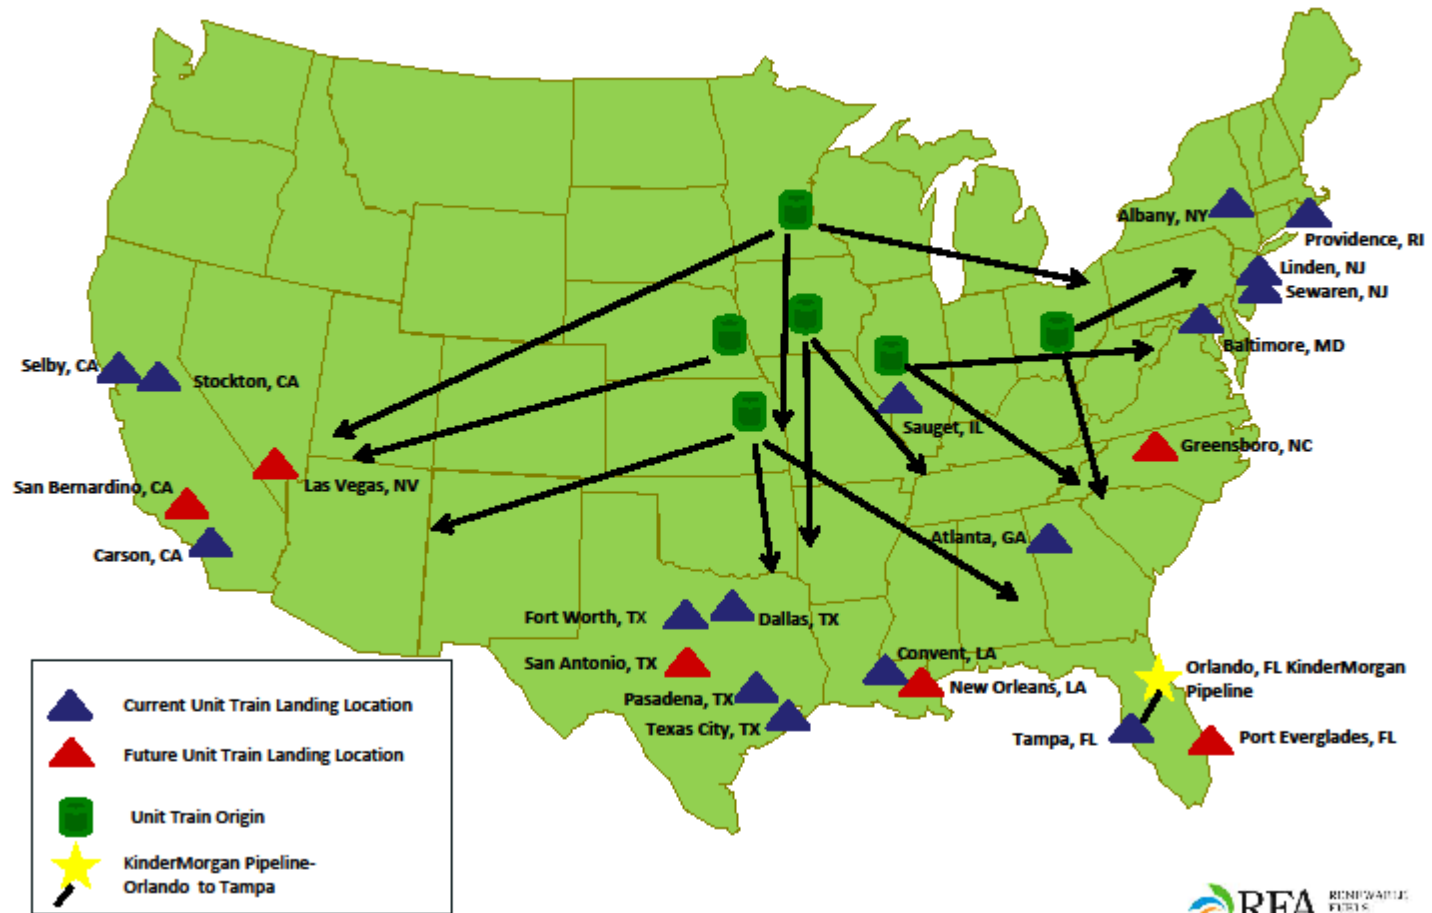 Albany, NY
Providence, RI
Linden, NJ
Sewaren, NJ
Baltimore, MD
Selby, CA
Stockton, CA
Sauget, IL
Greensboro, NC
San Bernardino, CA
Las Vegas, NV
Carson, CA
Atlanta, GA
Fort Worth, TX
Dallas, TX
San Antonio, TX
Convent, LA
Orlando, FL KinderMorgan
Pipeline
Pasadena, TX
New Orleans, LA
Texas City, TX
Tampa, FL
Port Everglades, FL
Current Unit Train Landing Location
Future Unit Train Landing Location
Unit Train Origin
KinderMorgan Pipeline-
Orlando to Tampa
RFA
RENEWABLE
FUELS